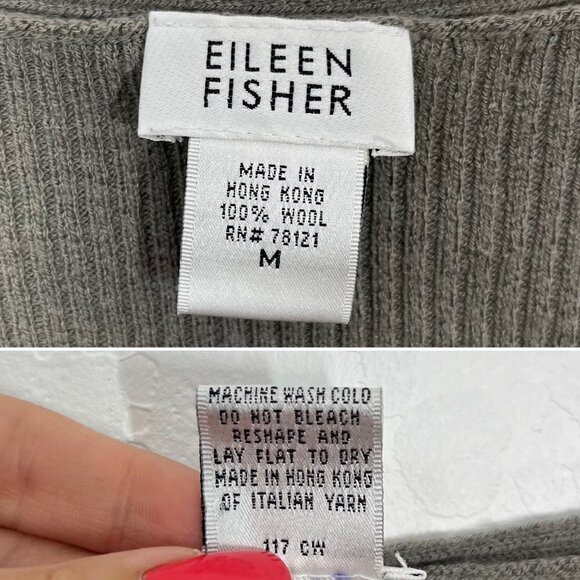 EILEEN
FISHER
MADE IN
HONG KONG
100% WOOL
RN# 78121
M
MACHINE WASH COLD
DO NOT BLEACH
RESHAPE AND
LAY FLAT TO DRY
MADE IN HONG KONG
OF ITALIAN YARN
117 CW